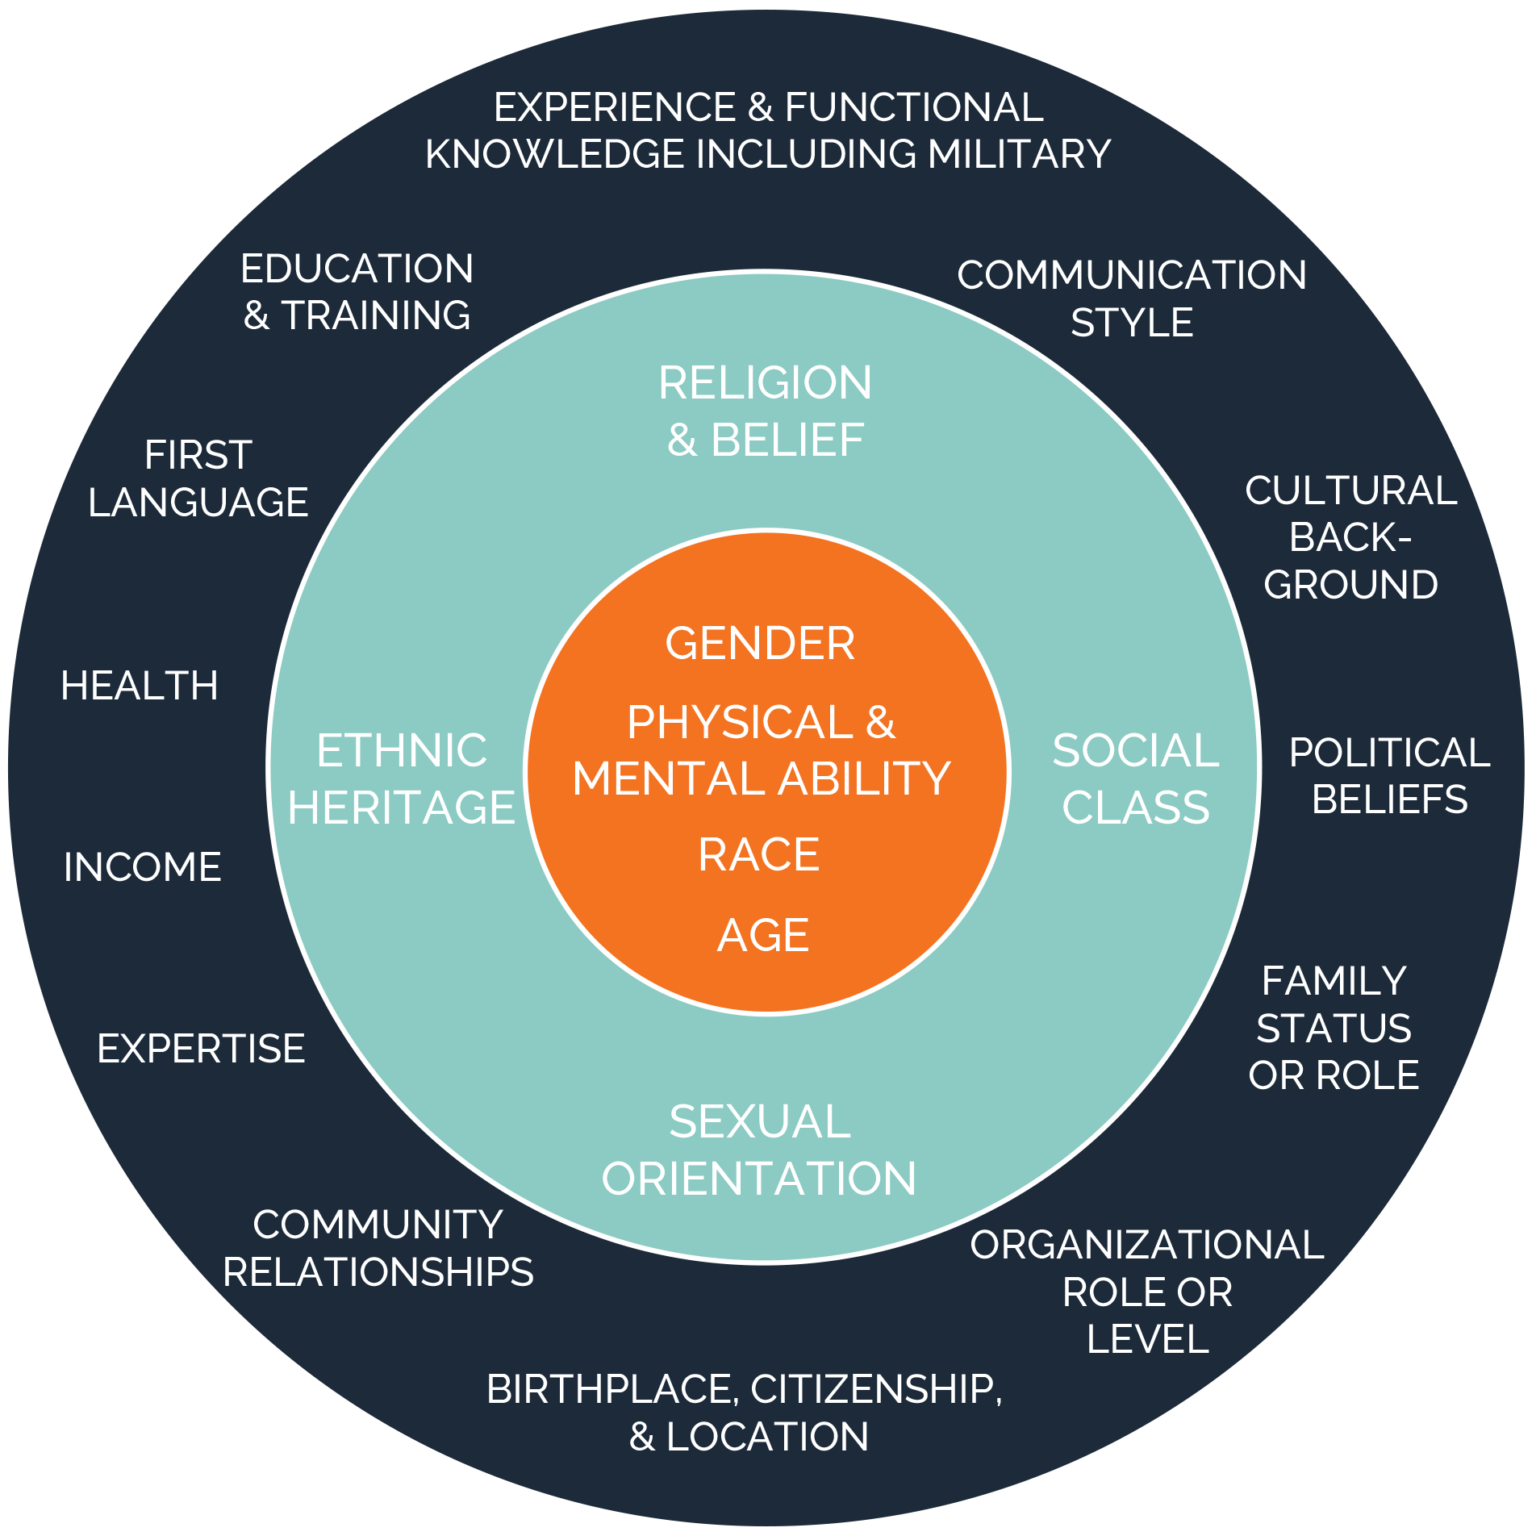 EXPERIENCE & FUNCTIONAL
KNOWLEDGE INCLUDING MILITARY
EDUCATION
& TRAINING
COMMUNICATION
STYLE
RELIGION
& BELIEF
FIRST
LANGUAGE
CULTURAL
BACK-
GROUND
GENDER
PHYSICAL &
MENTAL ABILITY
RACE
AGE
HEALTH
ETHNIC
HERITAGE
SOCIAL
CLASS
POLITICAL
BELIEFS
INCOME
EXPERTISE
FAMILY
STATUS
OR ROLE
SEXUAL
ORIENTATION
COMMUNITY
RELATIONSHIPS
ORGANIZATIONAL
ROLE OR
LEVEL
BIRTHPLACE, CITIZENSHIP,
& LOCATION